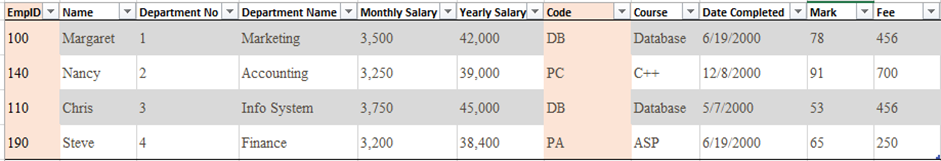 EmpID Name Department No Department Name Monthly Salary Yearly Salary Code Course Date Completed Mark Fee
100 Margaret 1 Marketing 3,500 42,000 DB Database 6/19/2000 78 456
140 Nancy 2 Accounting 3,250 39,000 PC C++ 12/8/2000 91 700
110 Chris 3 Info System 3,750 45,000 DB Database 5/7/2000 53 456
190 Steve 4 Finance 3,200 38,400 PA ASP 6/19/2000 65 250